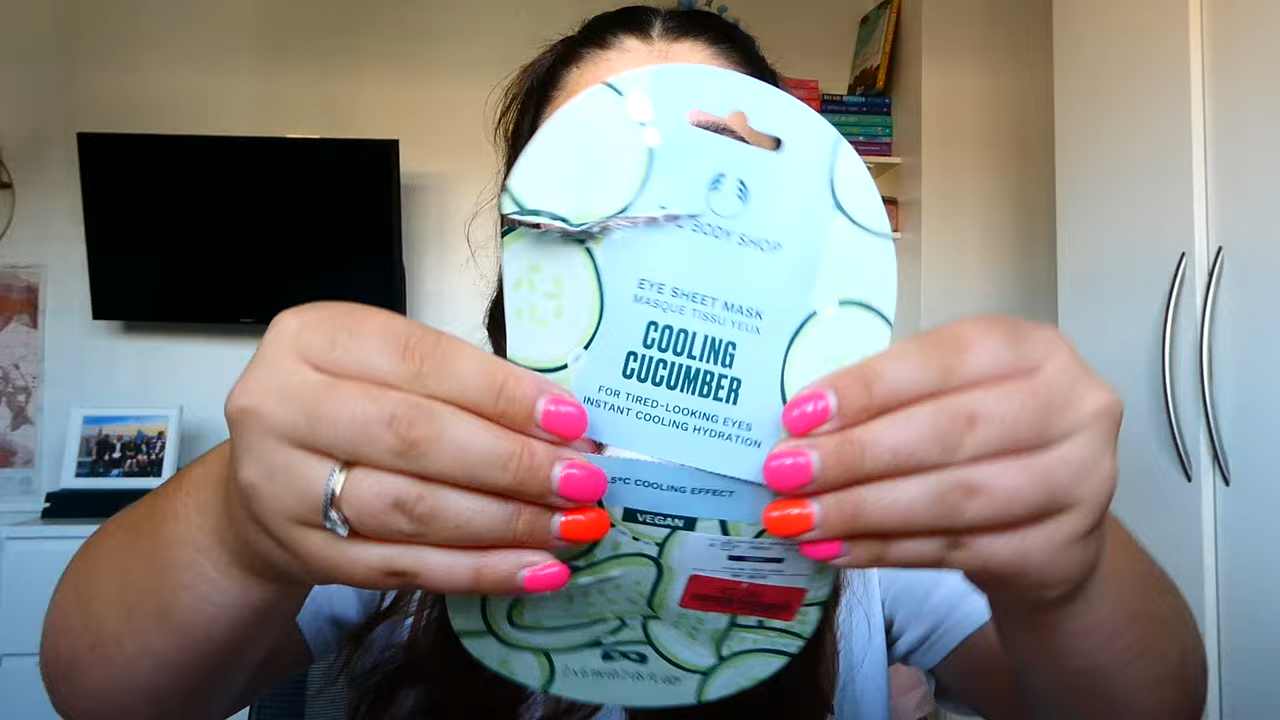 BODY SHOP
EYE SHEET MASK
MASQUE TISSU YEUX
COOLING
CUCUMBER
FOR TIRED-LOOKING EYES
INSTANT COOLING HYDRATION
.5°C COOLING EFFECT
VEGAN